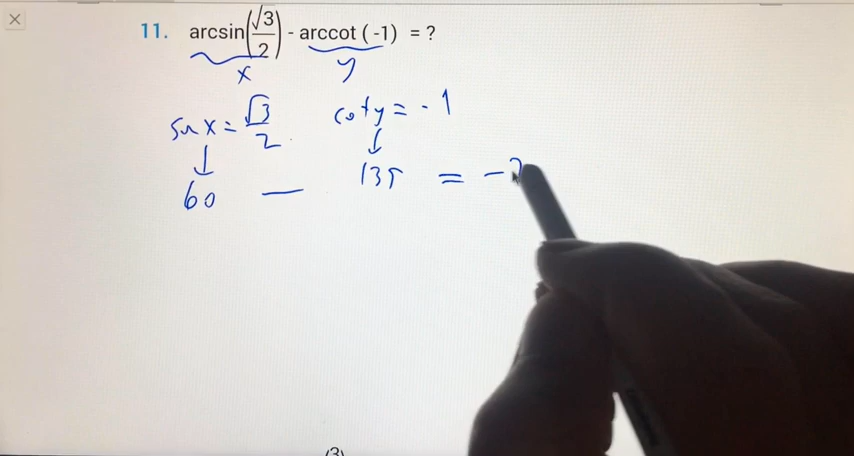 11. arcsin(√3/2) - arccot (-1) = ?
x y
sin x = √3/2 cot y = - 1
60 — 135 = -